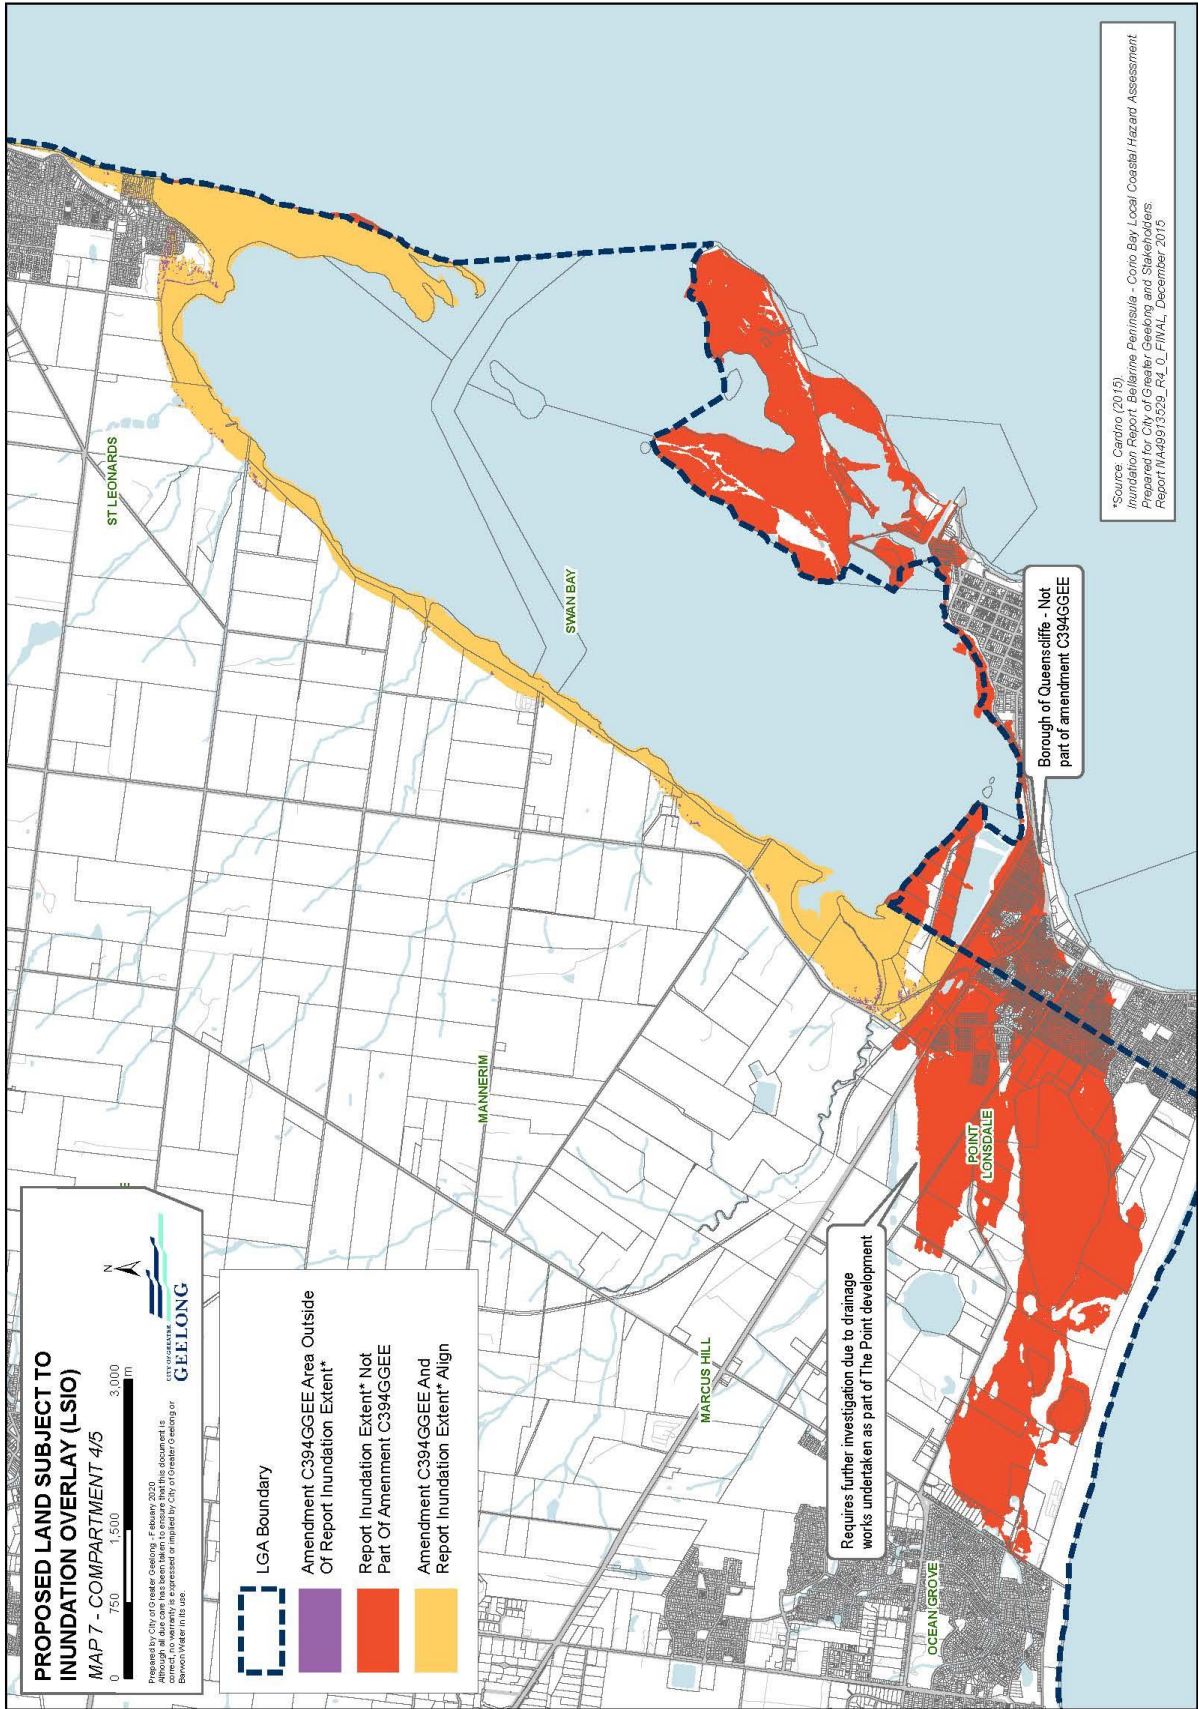 PROPOSED LAND SUBJECT TO
INUNDATION OVERLAY (LSIO)
MAP 7 - COMPARTMENT 4/5
0 750 1,500 3,000
m
N
Prepared by City of Greater Geelong - Febuary 2020
Although all due care has been taken to ensure that this document is
correct, no warranty is expressed or implied by City of Greater Geelong or
Barwon Water in its use.
CITY OF GREATER
GEELONG
LGA Boundary
Amendment C394GGEE Area Outside
Of Report Inundation Extent*
Report Inundation Extent* Not
Part Of Amenment C394GGEE
Amendment C394GGEE And
Report Inundation Extent* Align
ST LEONARDS
SWAN BAY
MANNERIM
MARCUS HILL
POINT
LONSDALE
OCEAN GROVE
Requires further investigation due to drainage
works undertaken as part of The Point development
Borough of Queenscliffe - Not
part of amendment C394GGEE
*Source: Cardno (2015).
Inundation Report. Bellarine Peninsula - Corio Bay Local Coastal Hazard Assessment
Prepared for City of Greater Geelong and Stakeholders.
Report NA49913529_R4_0_FINAL, December 2015